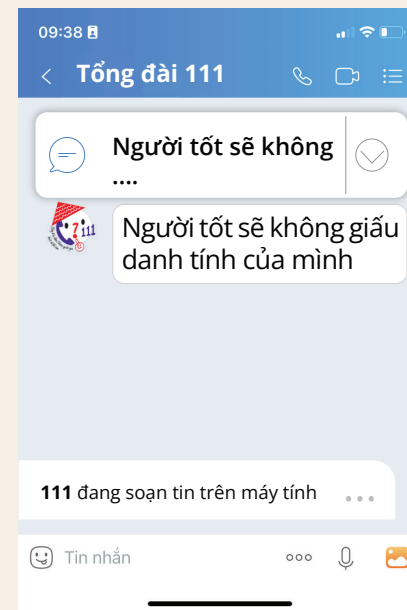 09:38
Tổng đài 111
Người tốt sẽ không
....
111
Người tốt sẽ không giấu
danh tính của mình
111 đang soạn tin trên máy tính
Tin nhắn